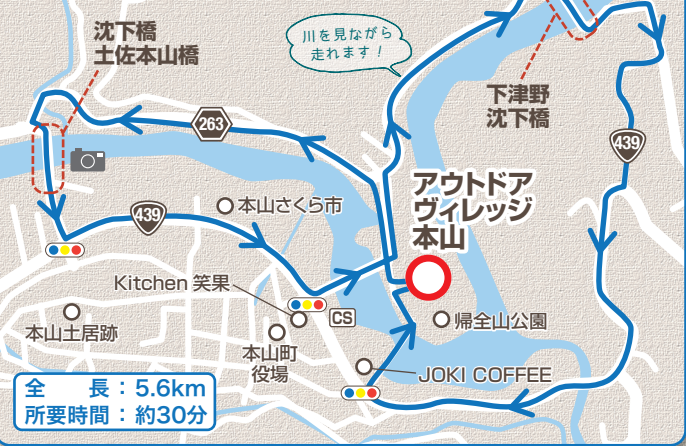 沈下橋
土佐本山橋
川を見ながら
走れます!
下津野
沈下橋
263
439
439
本山さくら市
アウトドア
ヴィレッジ
本山
Kitchen 笑果
CS
本山土居跡
本山町
役場
帰全山公園
JOKI COFFEE
全　　長：5.6km
所要時間：約30分